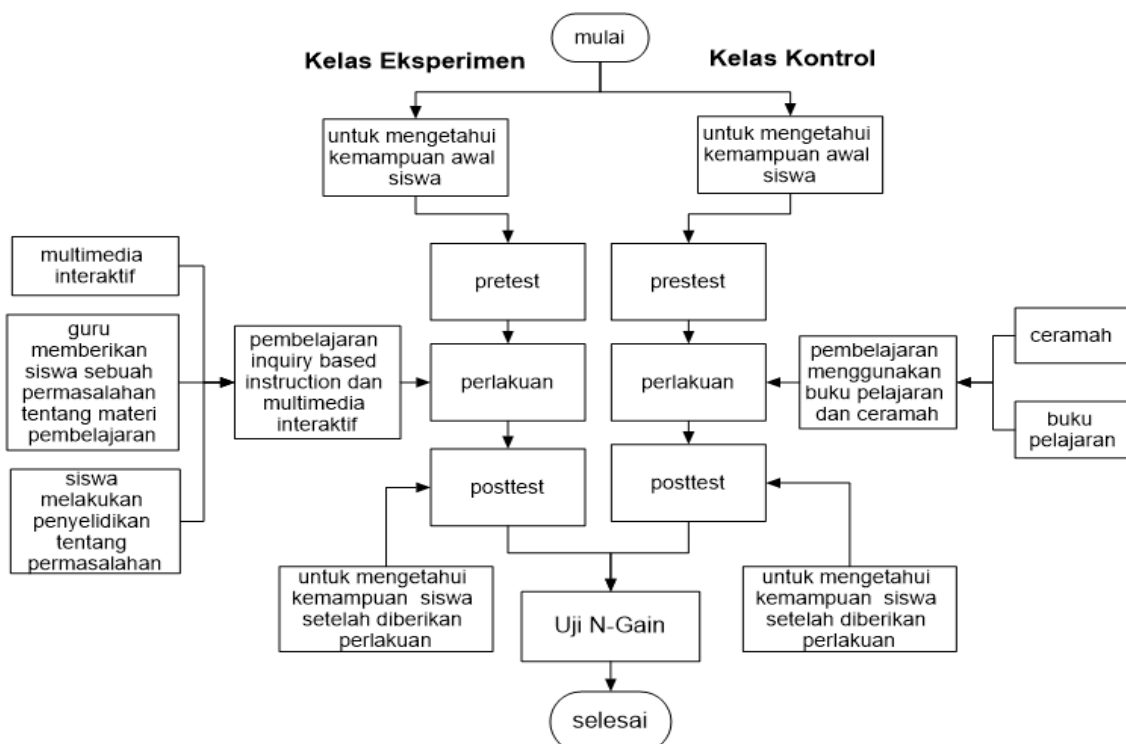 mulai
Kelas Eksperimen
Kelas Kontrol
untuk mengetahui
kemampuan awal
siswa
untuk mengetahui
kemampuan awal
siswa
pretest
prestest
multimedia
interaktif
guru
memberikan
siswa sebuah
permasalahan
tentang materi
pembelajaran
siswa
melakukan
penyelidikan
tentang
permasalahan
pembelajaran
inquiry based
instruction dan
multimedia
interaktif
perlakuan
perlakuan
pembelajaran
menggunakan
buku pelajaran
dan ceramah
ceramah
buku
pelajaran
posttest
posttest
untuk mengetahui
kemampuan siswa
setelah diberikan
perlakuan
Uji N-Gain
untuk mengetahui
kemampuan siswa
setelah diberikan
perlakuan
selesai